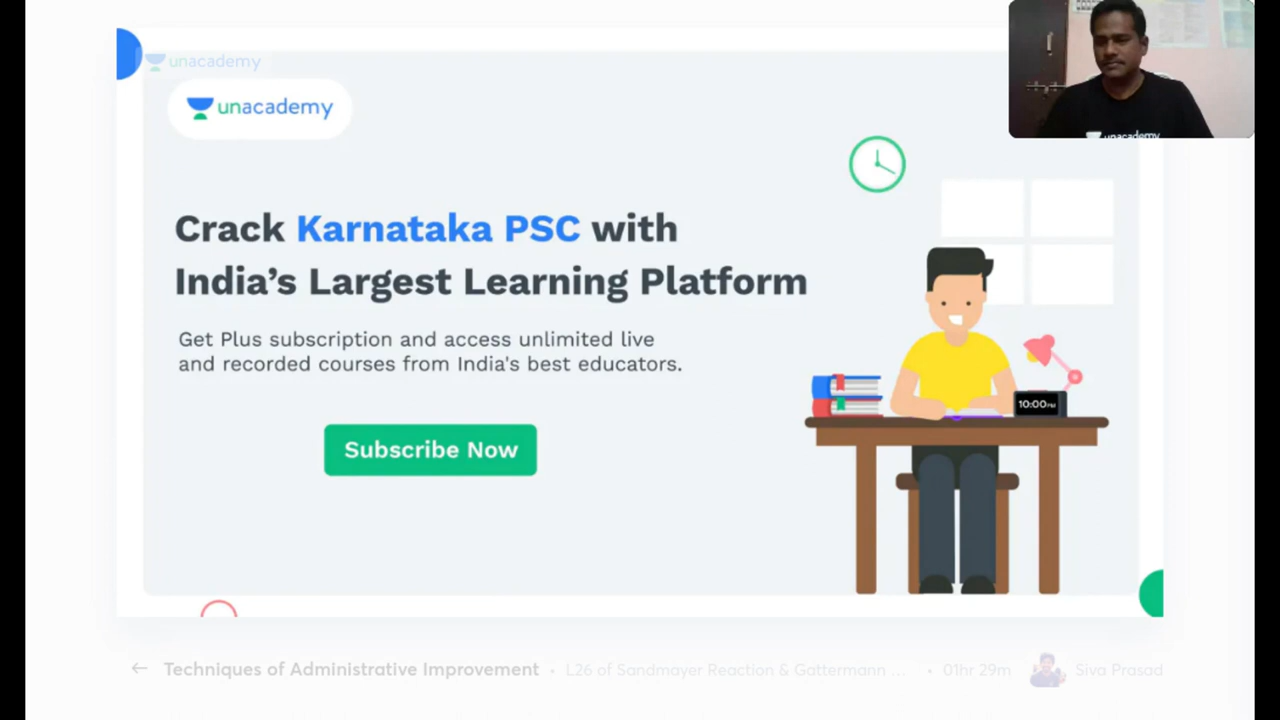 unacademy
unacademy
unacademy
Crack Karnataka PSC with
India's Largest Learning Platform
Get Plus subscription and access unlimited live
and recorded courses from India's best educators.
10:00PM
Subscribe Now
Techniques of Administrative Improvement • L26 of Sandmayer Reaction & Gattermann ... • 01hr 29m Siva Prasad